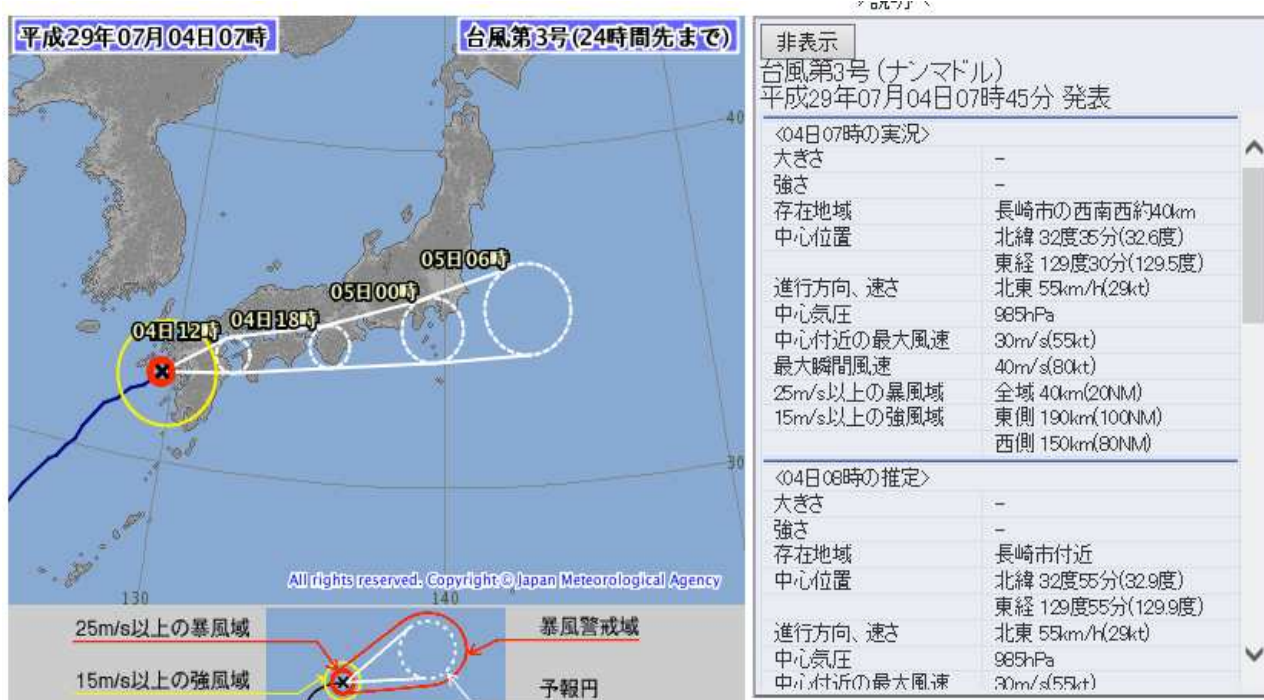 平成29年07月04日07時
台風第3号(24時間先まで)
40
05日06時
05日00時
04日18時
04日12時
30
All rights reserved. Copyright © Japan Meteorological Agency
130
140
25m/s以上の暴風域
暴風警戒域
15m/s以上の強風域
予報円
非表示
台風第3号 (ナンマドル)
平成29年07月04日07時45分 発表
<04日07時の実況>
大きさ -
強さ -
存在地域 長崎市の西南西約40km
中心位置 北緯 32度35分(32.6度)
東経 129度30分(129.5度)
進行方向、速さ 北東 55km/h(29kt)
中心気圧 985hPa
中心付近の最大風速 30m/s(55kt)
最大瞬間風速 40m/s(80kt)
25m/s以上の暴風域 全域 40km(20NM)
15m/s以上の強風域 東側 190km(100NM)
西側 150km(80NM)
<04日08時の推定>
大きさ -
強さ -
存在地域 長崎市付近
中心位置 北緯 32度55分(32.9度)
東経 129度55分(129.9度)
進行方向、速さ 北東 55km/h(29kt)
中心気圧 985hPa
中心付近の最大風速 30m/s(55kt)